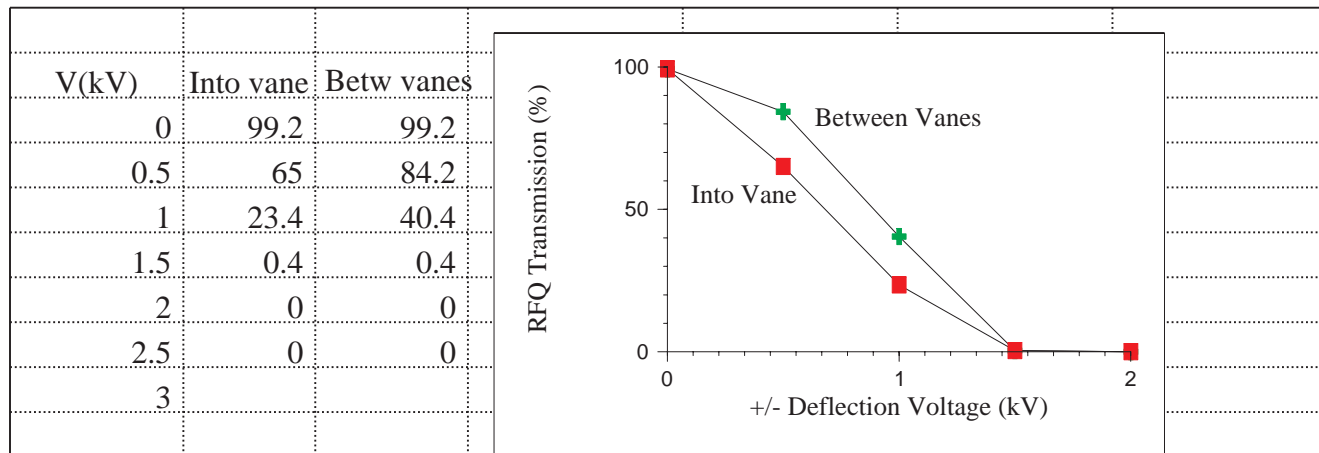 V(kV) Into vane Betw vanes
0 99.2 99.2
0.5 65 84.2
1 23.4 40.4
1.5 0.4 0.4
2 0 0
2.5 0 0
3
RFQ Transmission (%)
100
50
0
Between Vanes
Into Vane
0 1 2
+/- Deflection Voltage (kV)